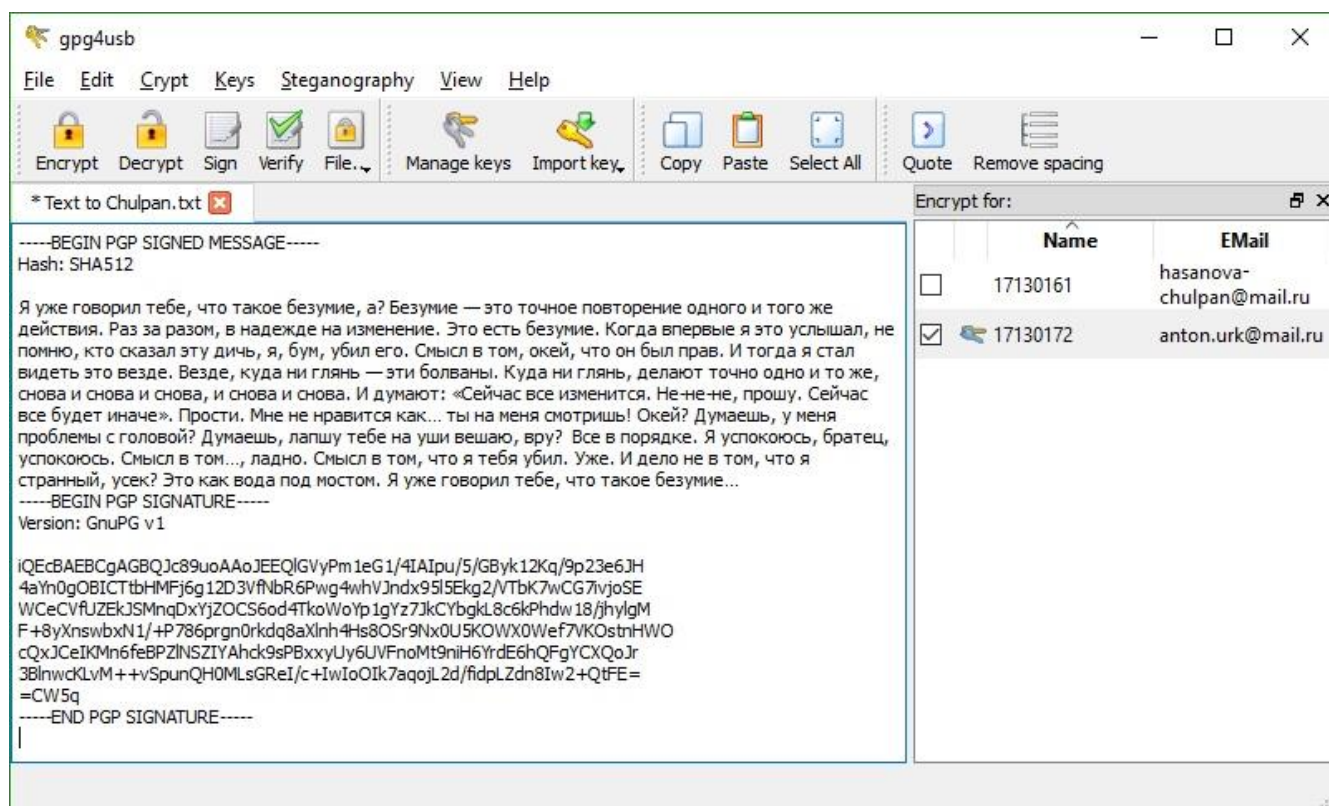 gpg4usb
File Edit Crypt Keys Steganography View Help
Encrypt Decrypt Sign Verify File... Manage keys Import key Copy Paste Select All Quote Remove spacing
* Text to Chulpan.txt
Encrypt for:
-----BEGIN PGP SIGNED MESSAGE-----
Hash: SHA512
Я уже говорил тебе, что такое безумие, а? Безумие — это точное повторение одного и того же
действия. Раз за разом, в надежде на изменение. Это есть безумие. Когда впервые я это услышал, не
помню, кто сказал эту дичь, я, бум, убил его. Смысл в том, окей, что он был прав. И тогда я стал
видеть это везде. Везде, куда ни глянь — эти болваны. Куда ни глянь, делают точно одно и то же,
снова и снова и снова, и снова и снова. И думают: «Сейчас все изменится. Не-не-не, прошу. Сейчас
все будет иначе». Прости. Мне не нравится как... ты на меня смотришь! Окей? Думаешь, у меня
проблемы с головой? Думаешь, лапшу тебе на уши вешаю, вру? Все в порядке. Я успокоюсь, братец,
успокоюсь. Смысл в том..., ладно. Смысл в том, что я тебя убил. Уже. И дело не в том, что я
странный, усек? Это как вода под мостом. Я уже говорил тебе, что такое безумие...
-----BEGIN PGP SIGNATURE-----
Version: GnuPG v1
iQEcBAEBCgAGBQJc89uoAAoJEEQlGVyPm1eG1/4IAIpu/5/GByk12Kq/9p23e6JH
4aYn0gOBICTtbHMFj6g12D3VfNbR6Pwg4whVJndx95l5Ekg2/VTbK7wCG7ivjoSE
WCeCVfUZEkJSMnqDxYjZOCS6od4TkoWoYp1gYz7JkCYbgkL8c6kPhdw18/jhylgM
F+8yXnswbxN1/+P786prgn0rkdq8aXlnh4Hs8OSr9Nx0U5KOWX0Wef7VKOstnHWO
cQxJCeIKMn6feBPZlNSZIYAhck9sPBxxyUy6UVFnoMt9niH6YrdE6hQFgYCXQoJr
3BlnwcKLvM++vSpunQH0MLsGReI/c+IwIoOIk7aqojL2d/fidpLZdn8Iw2+QtFE=
=CW5q
-----END PGP SIGNATURE-----
Name EMail
17130161 hasanova-
chulpan@mail.ru
17130172 anton.urk@mail.ru